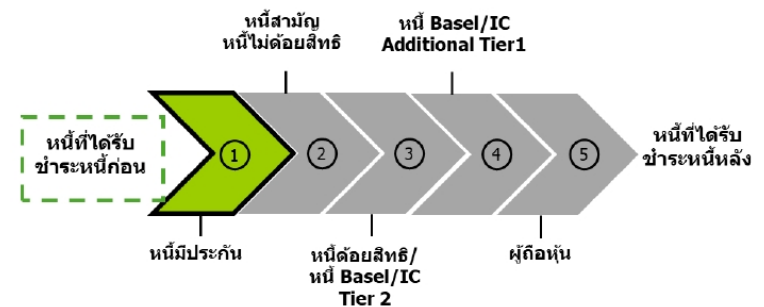 หนี้สามัญ
หนี้ไม่ด้อยสิทธิ
หนี้ Basel/IC
Additional Tier1
หนี้ที่ได้รับ
ชำระหนี้ก่อน
1
2
3
4
5
หนี้ที่ได้รับ
ชำระหนี้หลัง
หนี้มีประกัน
หนี้ด้อยสิทธิ/
หนี้ Basel/IC
Tier 2
ผู้ถือหุ้น